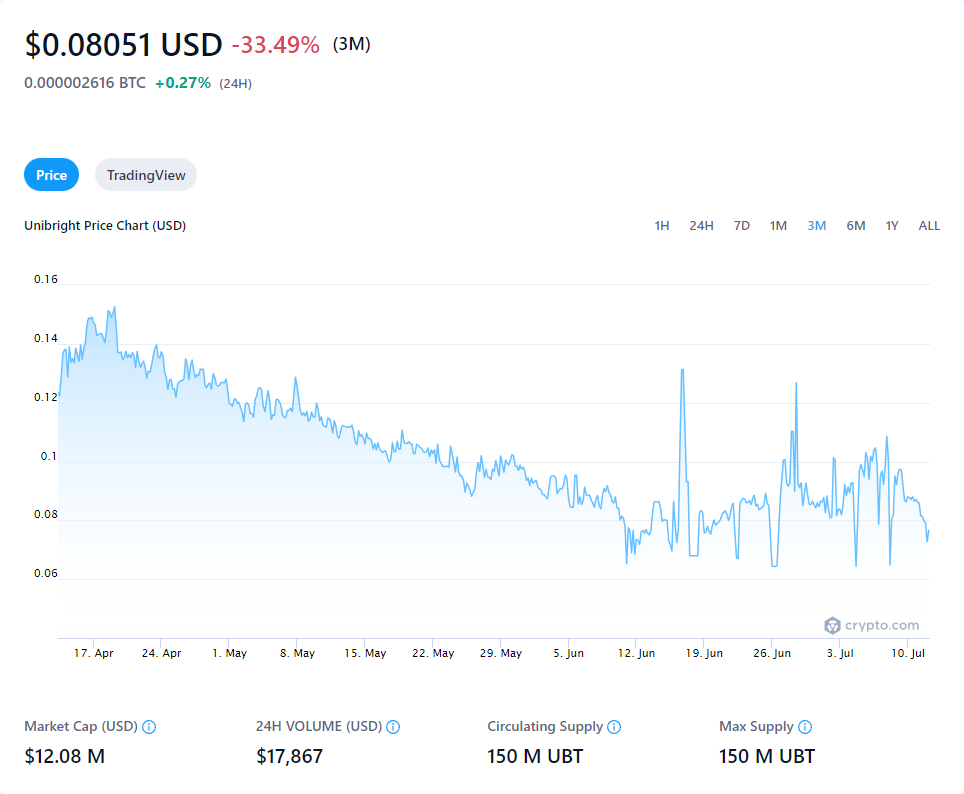 $0.08051 USD -33.49% (3M)
0.000002616 BTC +0.27% (24H)
Price TradingView
Unibright Price Chart (USD) 1H 24H 7D 1M 3M 6M 1Y ALL
0.16
0.14
0.12
0.1
0.08
0.06
crypto.com
17. Apr 24. Apr 1. May 8. May 15. May 22. May 29. May 5. Jun 12. Jun 19. Jun 26. Jun 3. Jul 10. Jul
Market Cap (USD) 24H VOLUME (USD) Circulating Supply Max Supply
$12.08 M $17,867 150 M UBT 150 M UBT